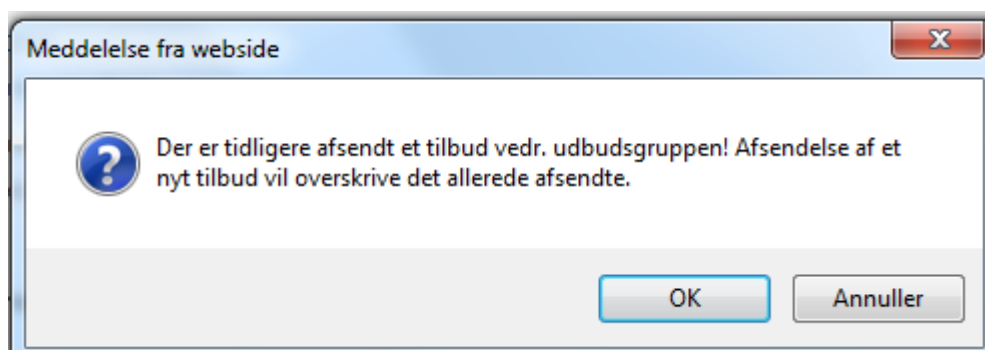 Meddelelse fra webside
Der er tidligere afsendt et tilbud vedr. udbudsgruppen! Afsendelse af et
nyt tilbud vil overskrive det allerede afsendte.
OK
Annuller